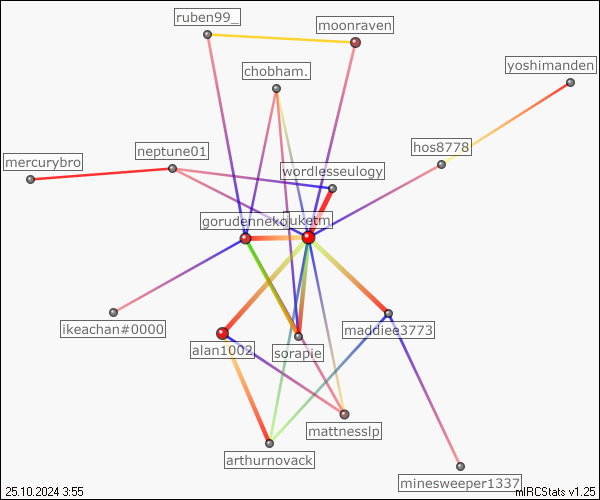 ruben99_
moonraven
chobham.
yoshimanden
neptune01
hos8778
mercurybro
wordlesseulogy
gorudenneko
uketm
ikeachan#0000
maddiee3773
alan1002
sorapie
mattnesslp
arthurnovack
minesweeper1337
25.10.2024 3:55
mIRCStats v1.25